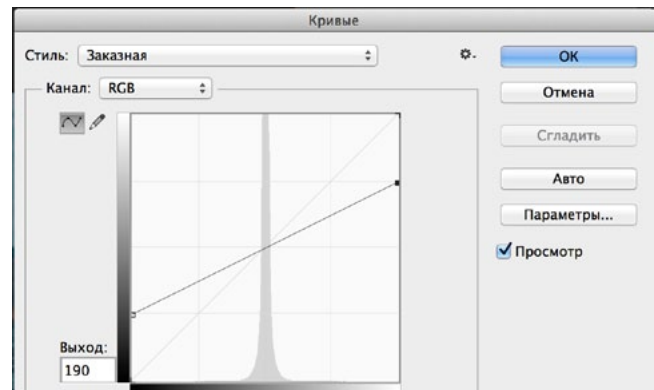 Кривые
Стиль: Заказная
OK
Канал: RGB
Отмена
Сгладить
Авто
Параметры...
Просмотр
Выход:
190